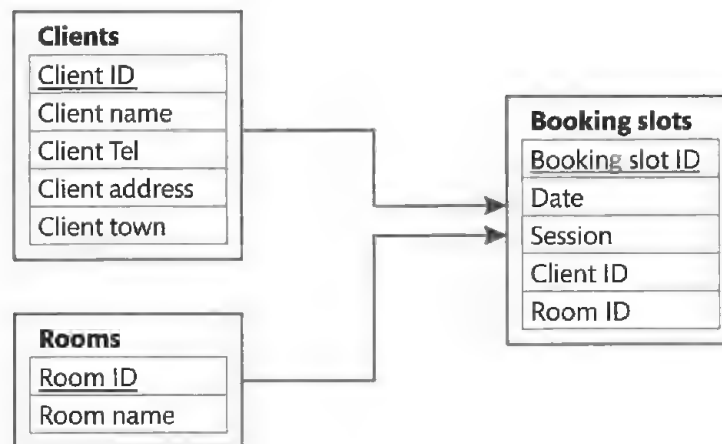 Clients
Client ID
Client name
Client Tel
Client address
Client town
Booking slots
Booking slot ID
Date
Session
Client ID
Room ID
Rooms
Room ID
Room name